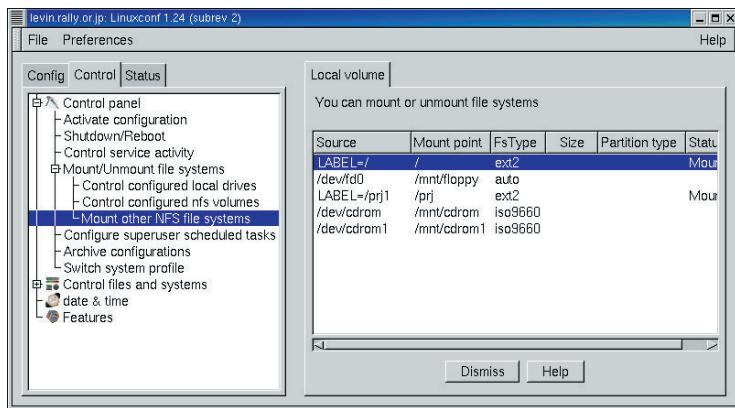 levin.rally.or.jp: Linuxconf 1.24 (subrev 2)
File Preferences Help
Config Control Status
Control panel
Activate configuration
Shutdown/Reboot
Control service activity
Mount/Unmount file systems
Control configured local drives
Control configured nfs volumes
Mount other NFS file systems
Configure superuser scheduled tasks
Archive configurations
Switch system profile
Control files and systems
date & time
Features
Local volume
You can mount or unmount file systems
Source Mount point FsType Size Partition type Statu
LABEL=/ / ext2 Mour
/dev/fd0 /mnt/floppy auto
LABEL=/prj1 /prj ext2 Mour
/dev/cdrom /mnt/cdrom iso9660
/dev/cdrom1 /mnt/cdrom1 iso9660
Dismiss Help